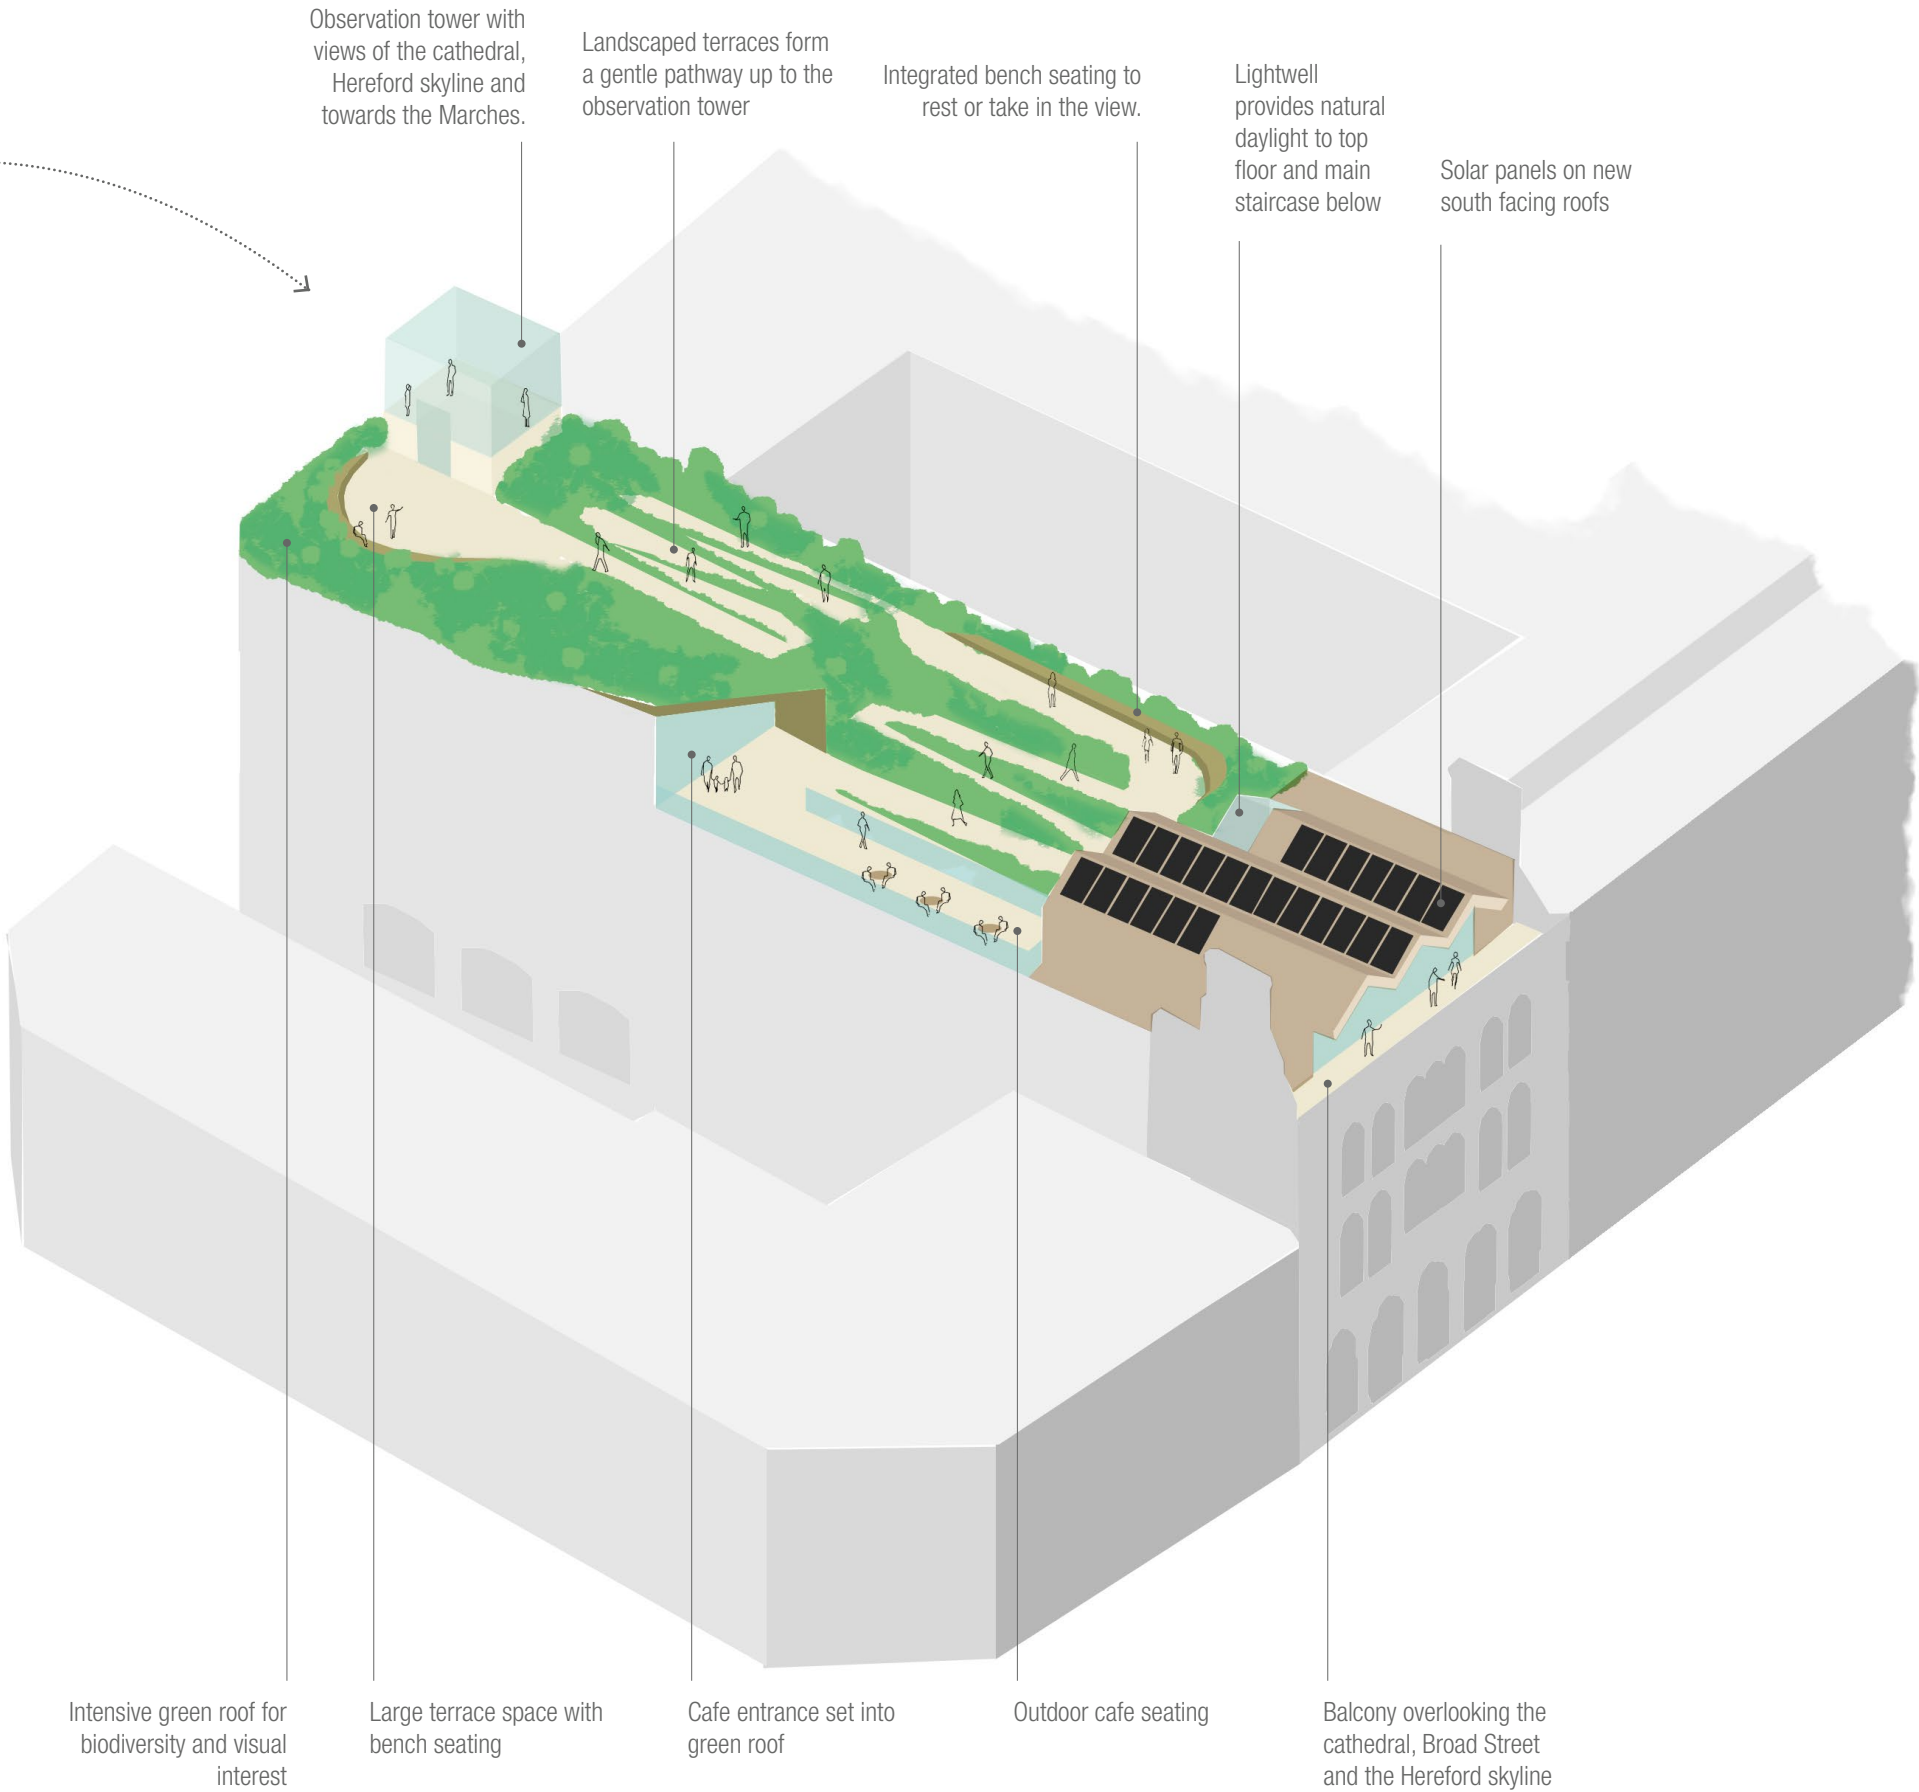 Observation tower with
views of the cathedral,
Hereford skyline and
towards the Marches.
Landscaped terraces form
a gentle pathway up to the
observation tower
Integrated bench seating to
rest or take in the view.
Lightwell
provides natural
daylight to top
floor and main
staircase below
Solar panels on new
south facing roofs
Intensive green roof for
biodiversity and visual
interest
Large terrace space with
bench seating
Cafe entrance set into
green roof
Outdoor cafe seating
Balcony overlooking the
cathedral, Broad Street
and the Hereford skyline